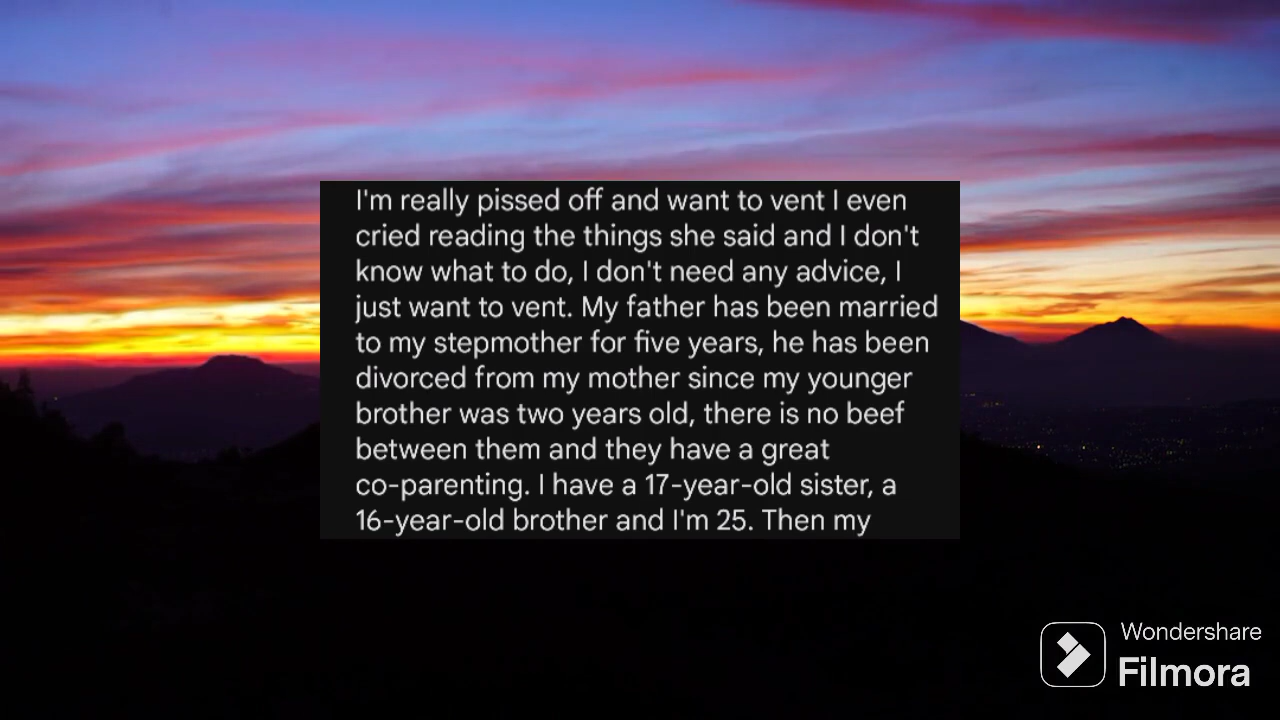 I'm really pissed off and want to vent I even
cried reading the things she said and I don't
know what to do, I don't need any advice, I
just want to vent. My father has been married
to my stepmother for five years, he has been
divorced from my mother since my younger
brother was two years old, there is no beef
between them and they have a great
co-parenting. I have a 17-year-old sister, a
16-year-old brother and I'm 25. Then my
Wondershare
Filmora